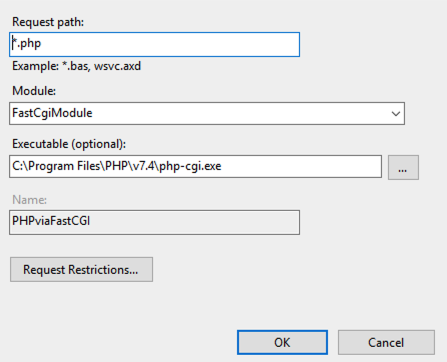 Request path:
*.php
Example: *.bas, wsvc.axd
Module:
FastCgiModule
Executable (optional):
C:\Program Files\PHP\v7.4\php-cgi.exe
...
Name:
PHPviaFastCGI
Request Restrictions...
OK
Cancel